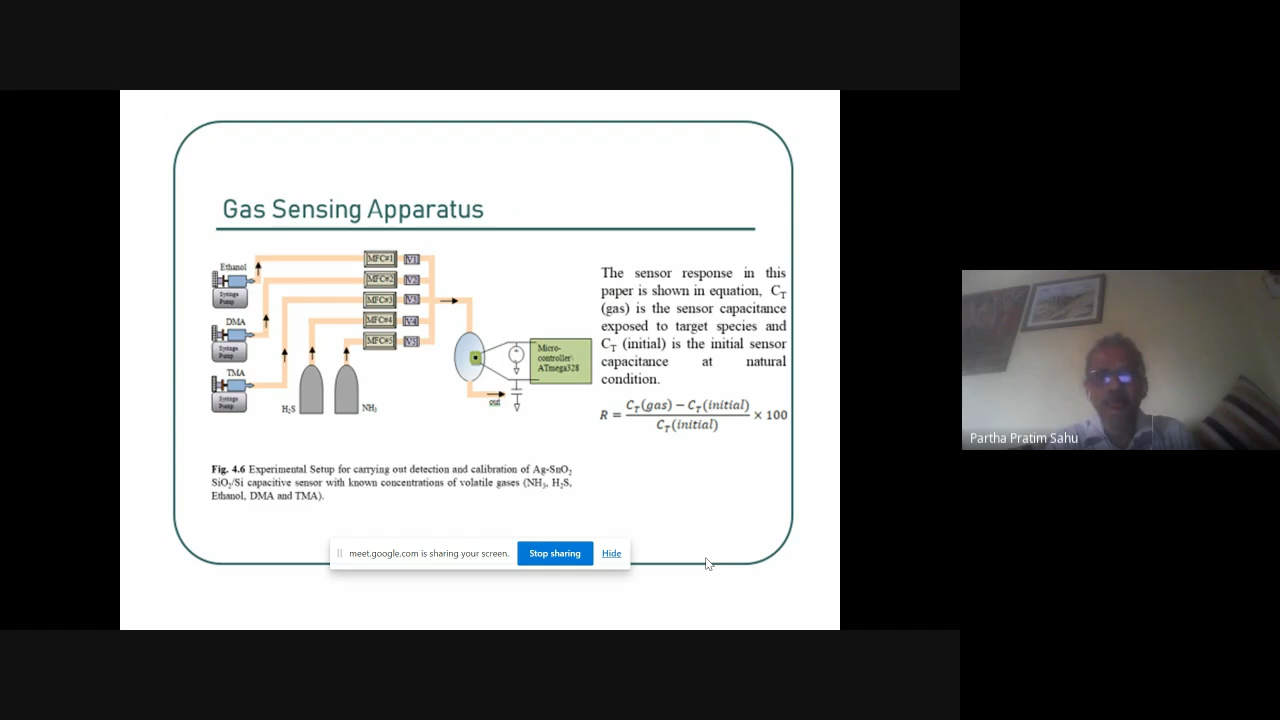 Gas Sensing Apparatus
Ethanol
Syringe
Pump
DMA
Syringe
Pump
TMA
Syringe
Pump
H2S
NH3
MFC#1
V1
MFC#2
V2
MFC#3
V3
MFC#4
V4
MFC#5
V5
out
Micro-
controller\
ATmega328
The sensor response in this
paper is shown in equation, CT
(gas) is the sensor capacitance
exposed to target species and
CT (initial) is the initial sensor
capacitance at natural
condition.
R = CT(gas) − CT(initial) / CT(initial) × 100
Fig. 4.6 Experimental Setup for carrying out detection and calibration of Ag-SnO2
SiO2/Si capacitive sensor with known concentrations of volatile gases (NH3, H2S,
Ethanol, DMA and TMA).
meet.google.com is sharing your screen.
Stop sharing
Hide
Partha Pratim Sahu